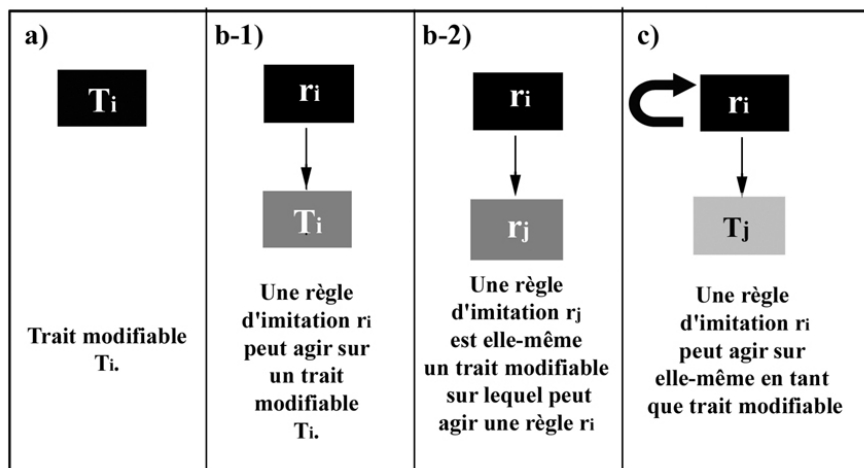 a)
Ti
Trait modifiable
Ti.
b-1)
ri
Ti
Une règle
d'imitation ri
peut agir sur
un trait
modifiable
Ti.
b-2)
ri
rj
Une règle
d'imitation rj
est elle-même
un trait modifiable
sur lequel peut
agir une règle ri
c)
ri
Tj
Une règle
d'imitation ri
peut agir sur
elle-même en tant
que trait modifiable